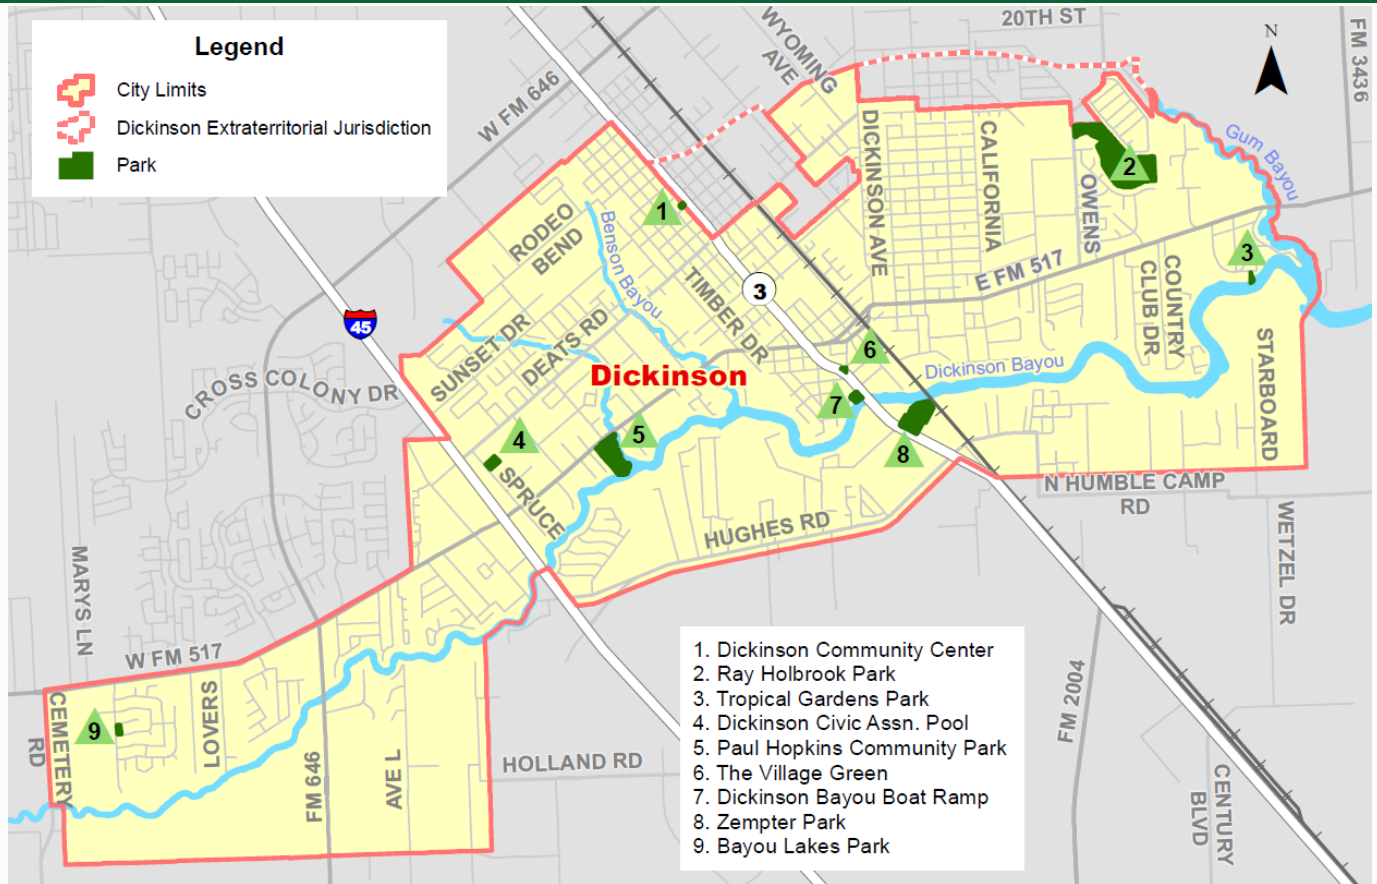 Legend
City Limits
Dickinson Extraterritorial Jurisdiction
Park
20TH ST
WYOMING
AVE
N
FM 3436
W FM 646
Gum Bayou
DICKINSON AVE
CALIFORNIA
OWENS
2
1
RODEO
BEND
Benson Bayou
3
E FM 517
COUNTRY
CLUB DR
TIMBER DR
3
45
SUNSET DR
DEATS RD
6
Dickinson
Dickinson Bayou
STARBOARD
CROSS COLONY DR
7
4
5
8
SPRUCE
N HUMBLE CAMP
RD
HUGHES RD
WETZEL DR
MARYS LN
W FM 517
CEMETERY
RD
9
LOVERS
FM 646
AVE L
HOLLAND RD
FM 2004
CENTURY
BLVD
1. Dickinson Community Center
2. Ray Holbrook Park
3. Tropical Gardens Park
4. Dickinson Civic Assn. Pool
5. Paul Hopkins Community Park
6. The Village Green
7. Dickinson Bayou Boat Ramp
8. Zempter Park
9. Bayou Lakes Park